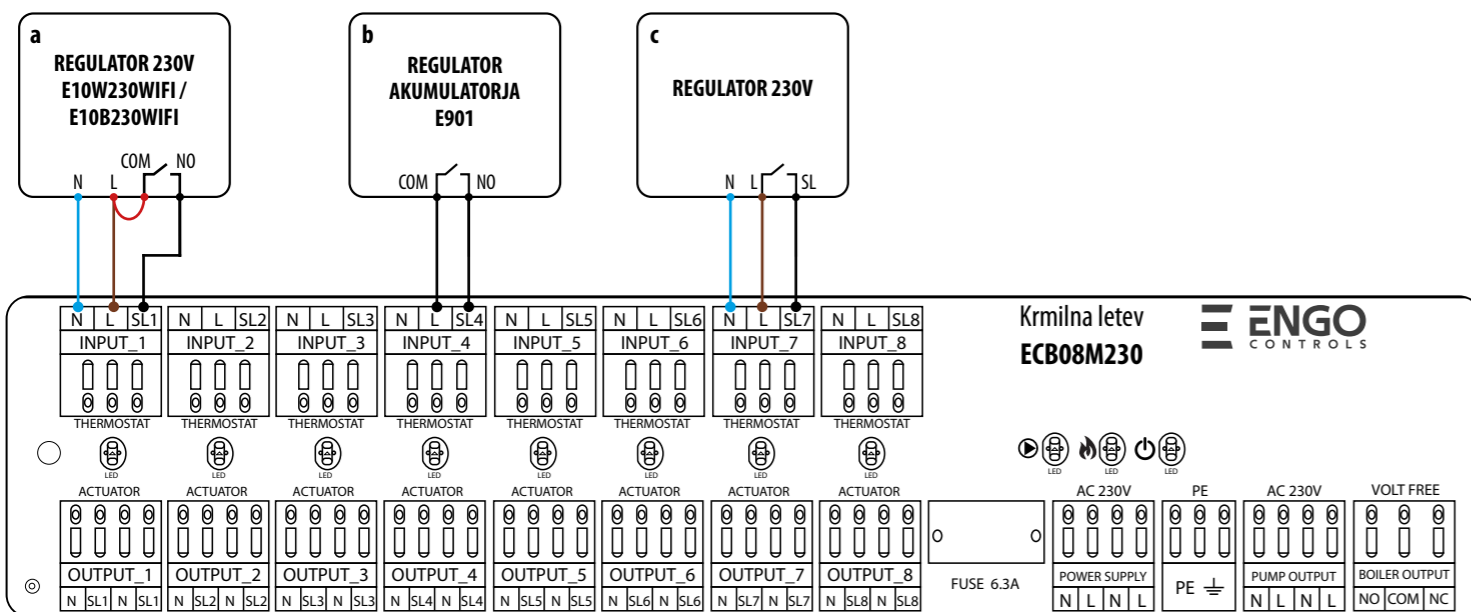 a
REGULATOR 230V
E10W230WIFI /
E10B230WIFI
COM NO
N L
b
REGULATOR
AKUMULATORJA
E901
COM NO
c
REGULATOR 230V
N L SL
N L SL1 N L SL2 N L SL3 N L SL4 N L SL5 N L SL6 N L SL7 N L SL8
INPUT_1 INPUT_2 INPUT_3 INPUT_4 INPUT_5 INPUT_6 INPUT_7 INPUT_8
THERMOSTAT THERMOSTAT THERMOSTAT THERMOSTAT THERMOSTAT THERMOSTAT THERMOSTAT THERMOSTAT
Krmilna letev
ECB08M230
ENGO
CONTROLS
LED LED LED LED LED LED LED LED
LED LED LED
ACTUATOR ACTUATOR ACTUATOR ACTUATOR ACTUATOR ACTUATOR ACTUATOR ACTUATOR
AC 230V PE AC 230V VOLT FREE
OUTPUT_1 OUTPUT_2 OUTPUT_3 OUTPUT_4 OUTPUT_5 OUTPUT_6 OUTPUT_7 OUTPUT_8
N SL1 N SL1 N SL2 N SL2 N SL3 N SL3 N SL4 N SL4 N SL5 N SL5 N SL6 N SL6 N SL7 N SL7 N SL8 N SL8
FUSE 6.3A
POWER SUPPLY
N L N L
PE
PUMP OUTPUT
N L N L
BOILER OUTPUT
NO COM NC